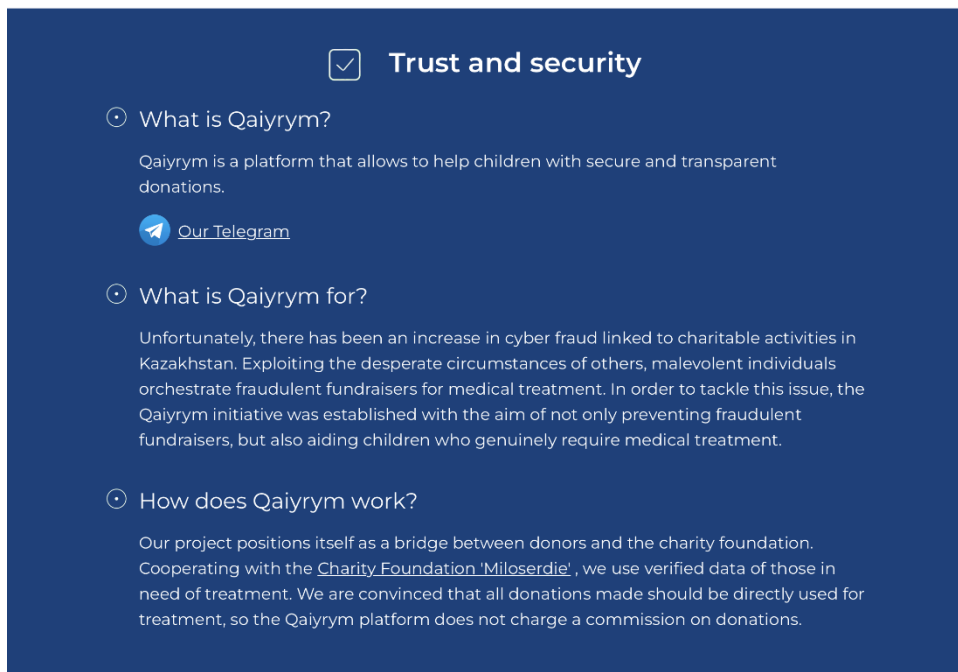 Trust and security
What is Qaiyrym?
Qaiyrym is a platform that allows to help children with secure and transparent
donations.
Our Telegram
What is Qaiyrym for?
Unfortunately, there has been an increase in cyber fraud linked to charitable activities in
Kazakhstan. Exploiting the desperate circumstances of others, malevolent individuals
orchestrate fraudulent fundraisers for medical treatment. In order to tackle this issue, the
Qaiyrym initiative was established with the aim of not only preventing fraudulent
fundraisers, but also aiding children who genuinely require medical treatment.
How does Qaiyrym work?
Our project positions itself as a bridge between donors and the charity foundation.
Cooperating with the Charity Foundation 'Miloserdie' , we use verified data of those in
need of treatment. We are convinced that all donations made should be directly used for
treatment, so the Qaiyrym platform does not charge a commission on donations.